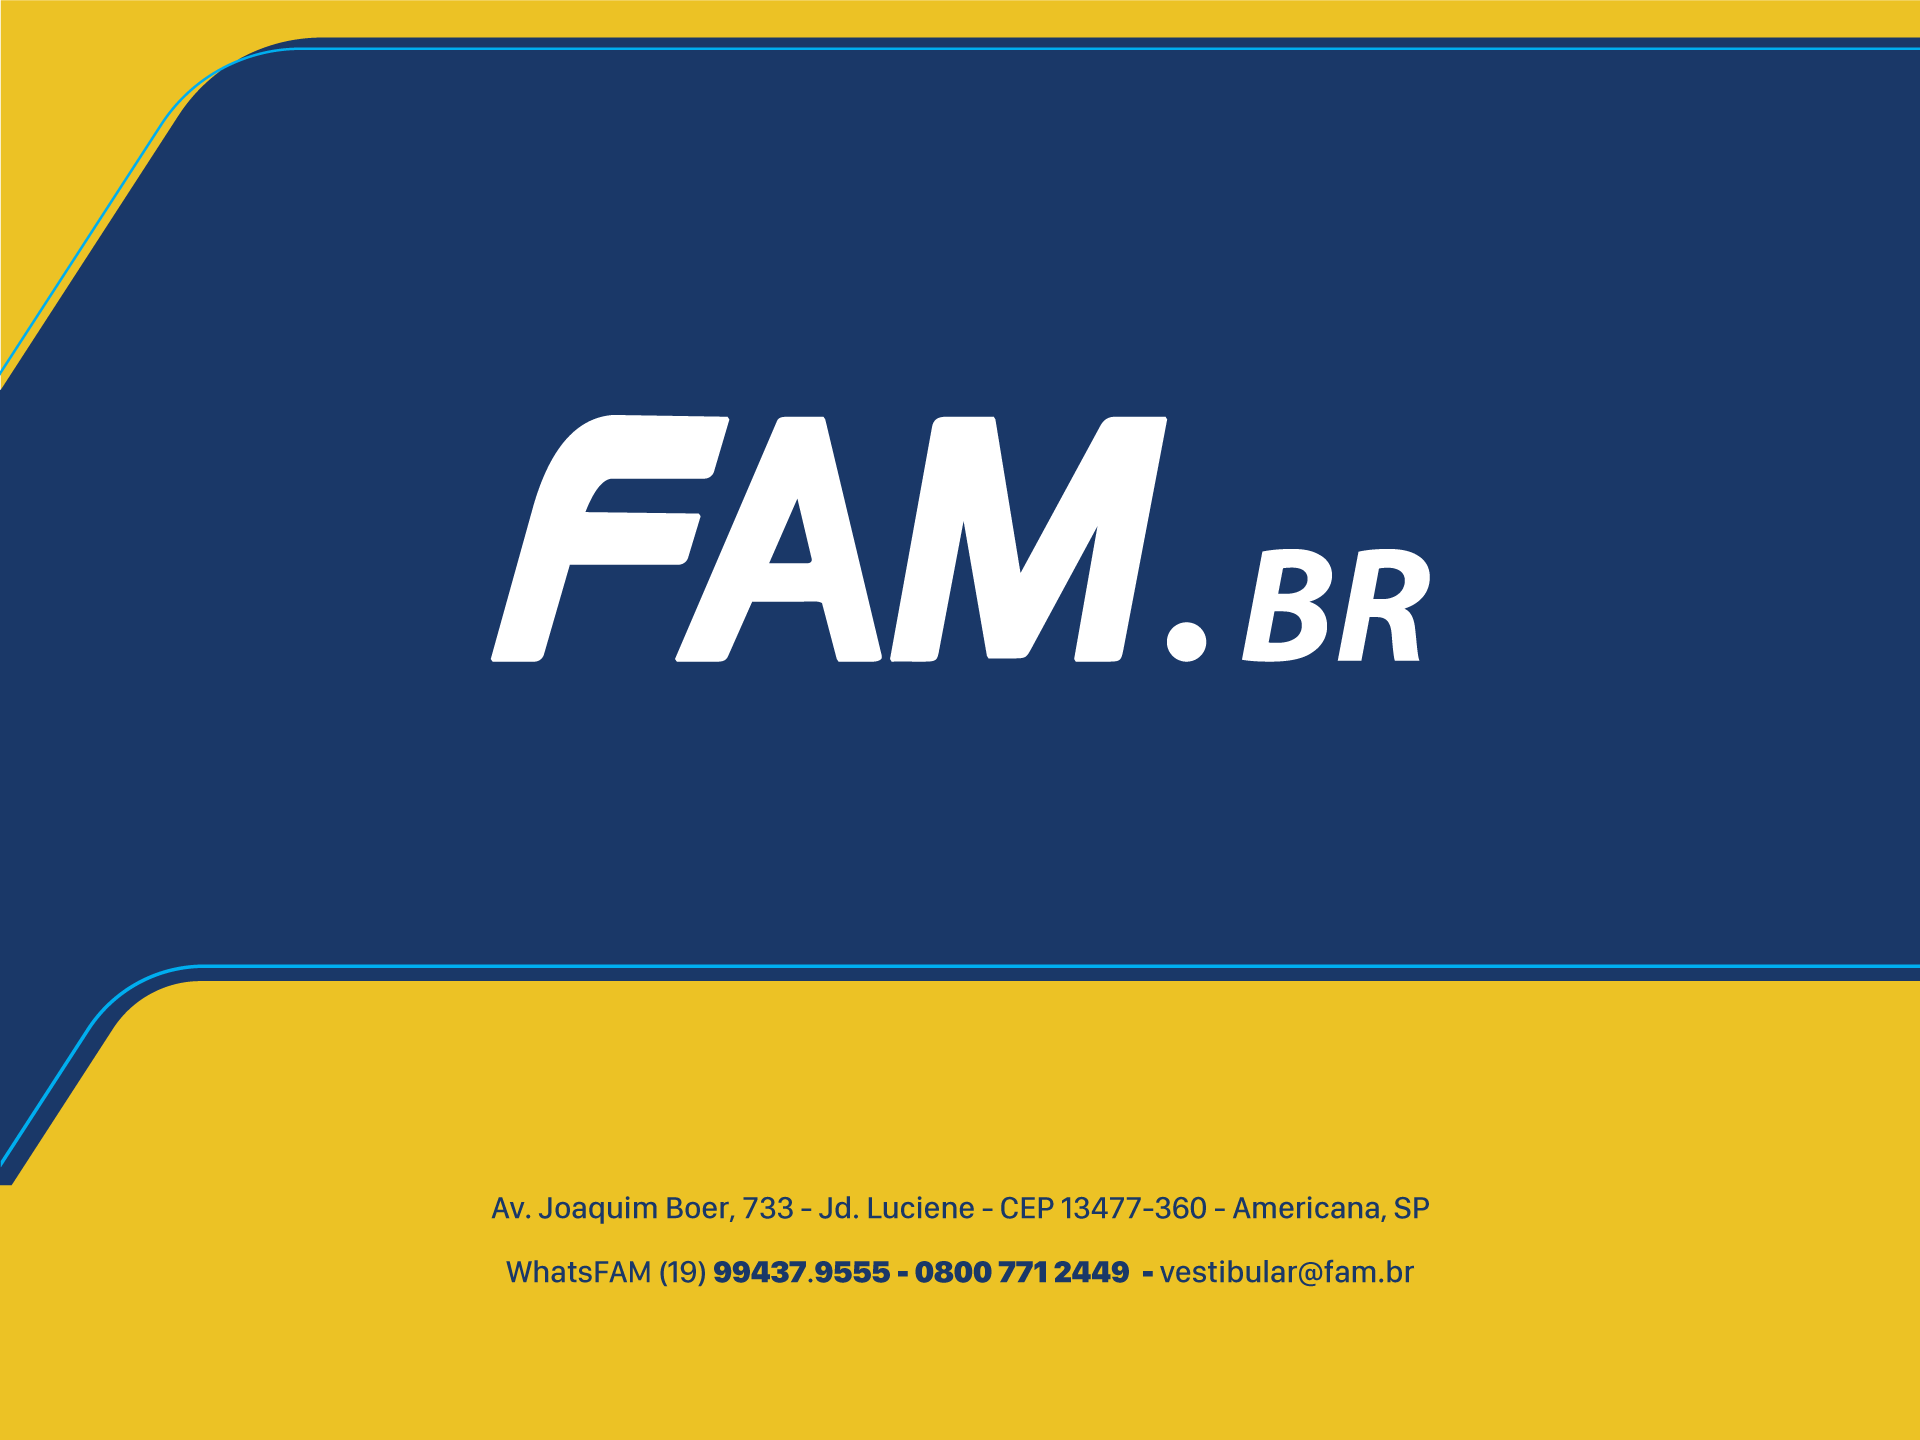 FAM.BR
Av. Joaquim Boer, 733 - Jd. Luciene - CEP 13477-360 - Americana, SP
WhatsFAM (19) 99437.9555 - 0800 771 2449 - vestibular@fam.br